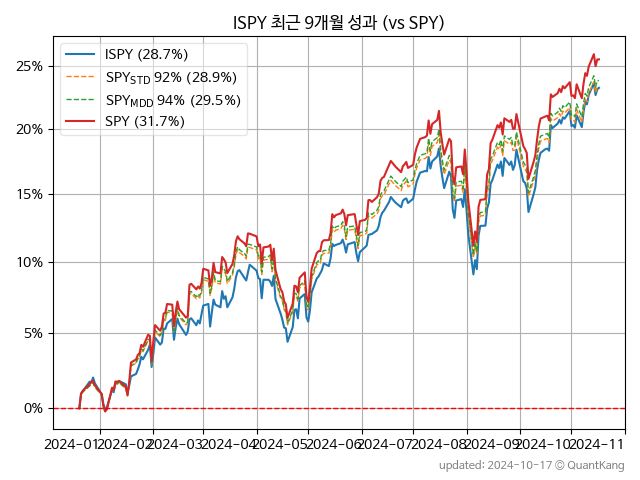 ISPY 최근 9개월 성과 (vs SPY)
ISPY (28.7%)
SPY_STD 92% (28.9%)
SPY_MDD 94% (29.5%)
SPY (31.7%)
25%
20%
15%
10%
5%
0%
2024-01 2024-02 2024-03 2024-04 2024-05 2024-06 2024-07 2024-08 2024-09 2024-10 2024-11
updated: 2024-10-17 © QuantKang